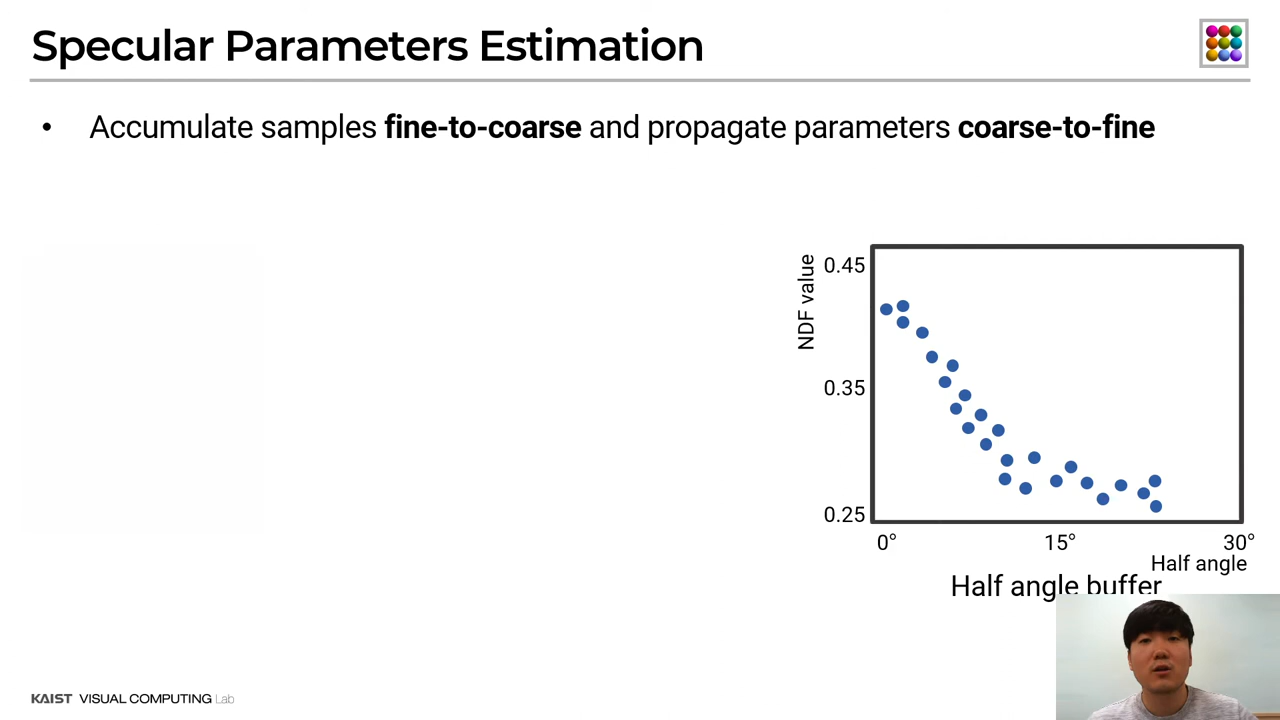 Specular Parameters Estimation
• Accumulate samples fine-to-coarse and propagate parameters coarse-to-fine
NDF value
0.45
0.35
0.25
0° 15° 30°
Half angle
Half angle buffer
KAIST VISUAL COMPUTING Lab